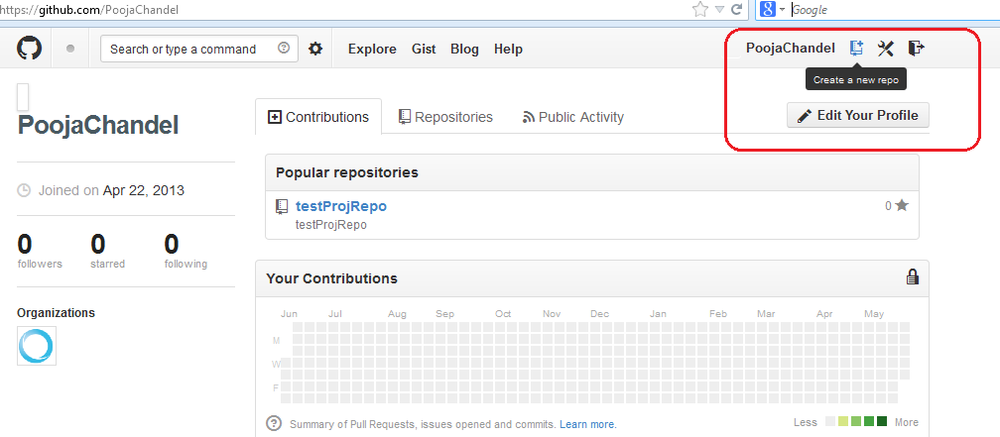 https://github.com/PoojaChandel
Google
Search or type a command
Explore Gist Blog Help
PoojaChandel
Create a new repo
Edit Your Profile
PoojaChandel
Joined on Apr 22, 2013
0 0 0
followers starred following
Organizations
Contributions Repositories Public Activity
Popular repositories
testProjRepo 0
testProjRepo
Your Contributions
Jun Jul Aug Sep Oct Nov Dec Jan Feb Mar Apr May
M
W
F
Summary of Pull Requests, issues opened and commits. Learn more.
Less More